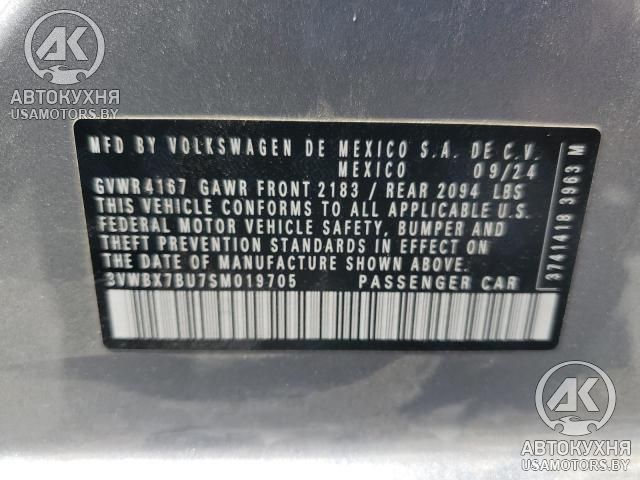 AK
АВТОКУХНЯ
USAMOTORS.BY
MFD BY VOLKSWAGEN DE MEXICO S.A. DE C.V.
MEXICO 09/24
GVWR4167 GAWR FRONT 2183 / REAR 2094 LBS
THIS VEHICLE CONFORMS TO ALL APPLICABLE U.S.
FEDERAL MOTOR VEHICLE SAFETY, BUMPER AND
THEFT PREVENTION STANDARDS IN EFFECT ON
THE DATE OF MANUFACTURE SHOWN ABOVE.
3VWBX7BU7SM019705 PASSENGER CAR
3741418 3963 M
AK
АВТОКУХНЯ
USAMOTORS.BY